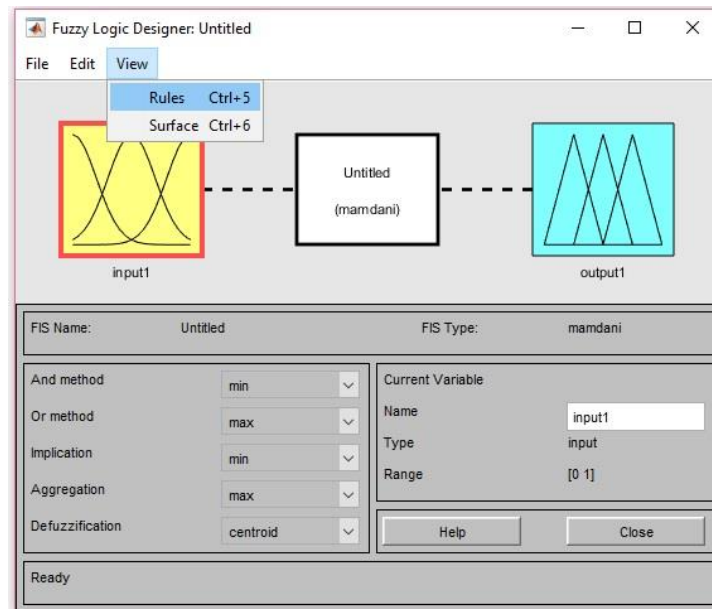 Fuzzy Logic Designer: Untitled
File Edit View
Rules Ctrl+5
Surface Ctrl+6
Untitled
(mamdani)
input1
output1
FIS Name: Untitled FIS Type: mamdani
And method min
Or method max
Implication min
Aggregation max
Defuzzification centroid
Current Variable
Name input1
Type input
Range [0 1]
Help Close
Ready